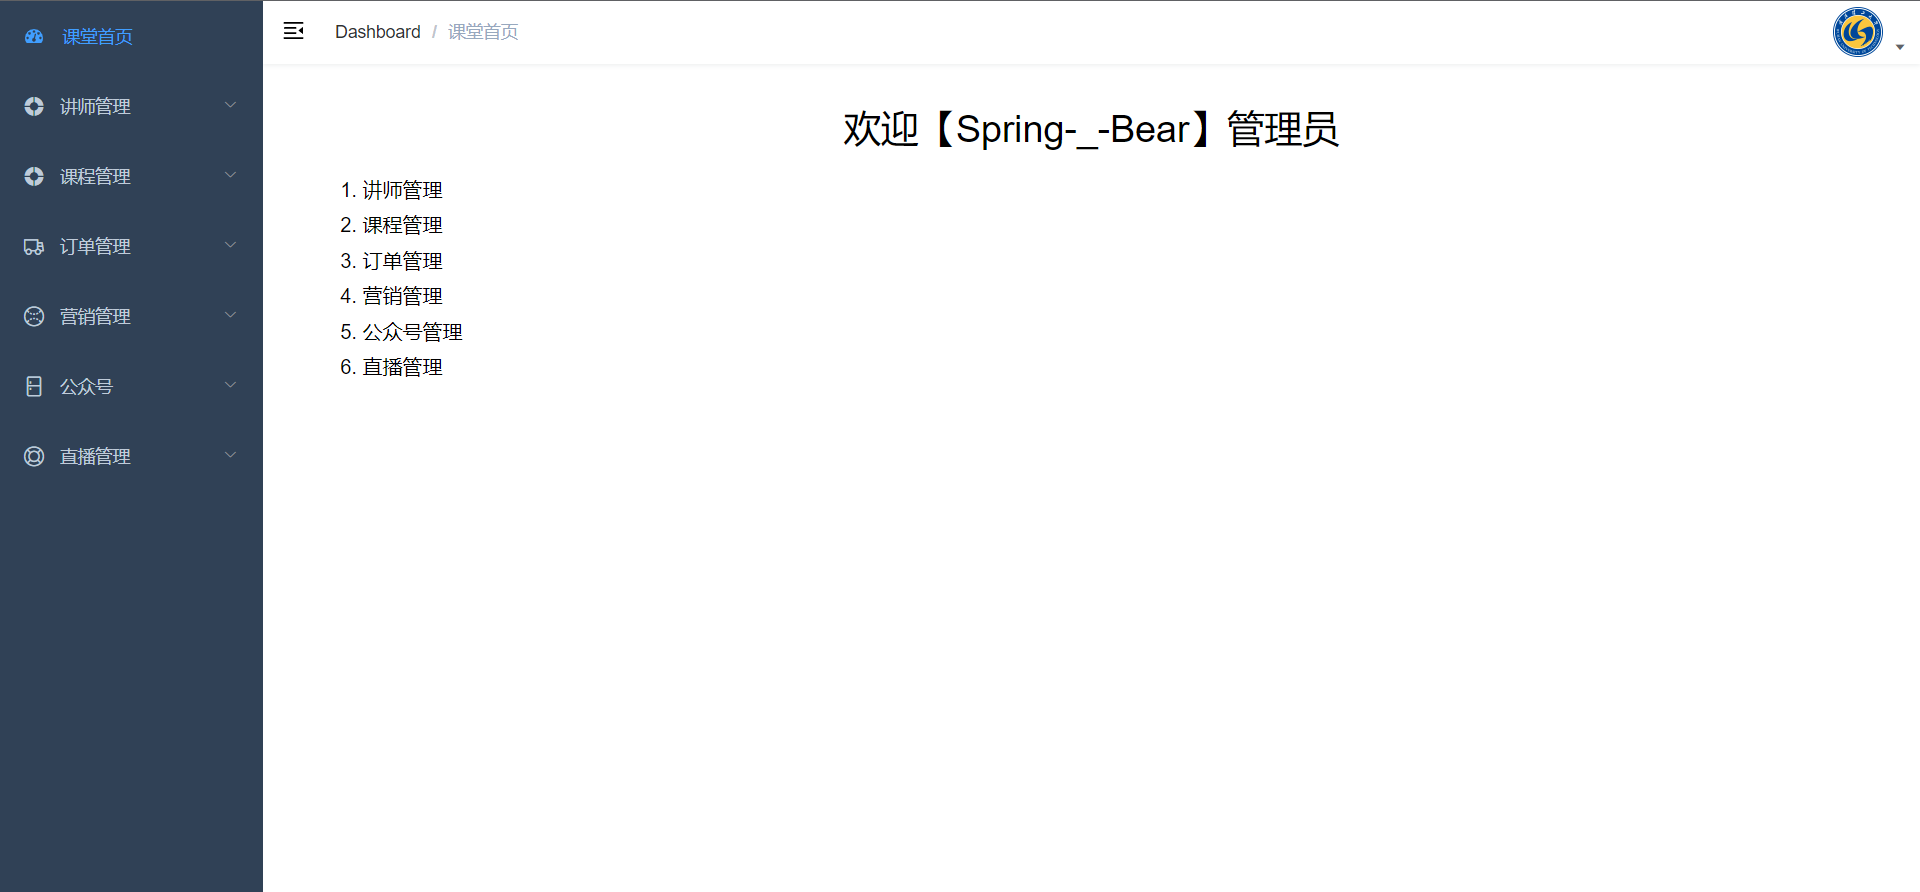 课堂首页
讲师管理
课程管理
订单管理
营销管理
公众号
直播管理
Dashboard / 课堂首页
欢迎【Spring-_-Bear】管理员
1. 讲师管理
2. 课程管理
3. 订单管理
4. 营销管理
5. 公众号管理
6. 直播管理